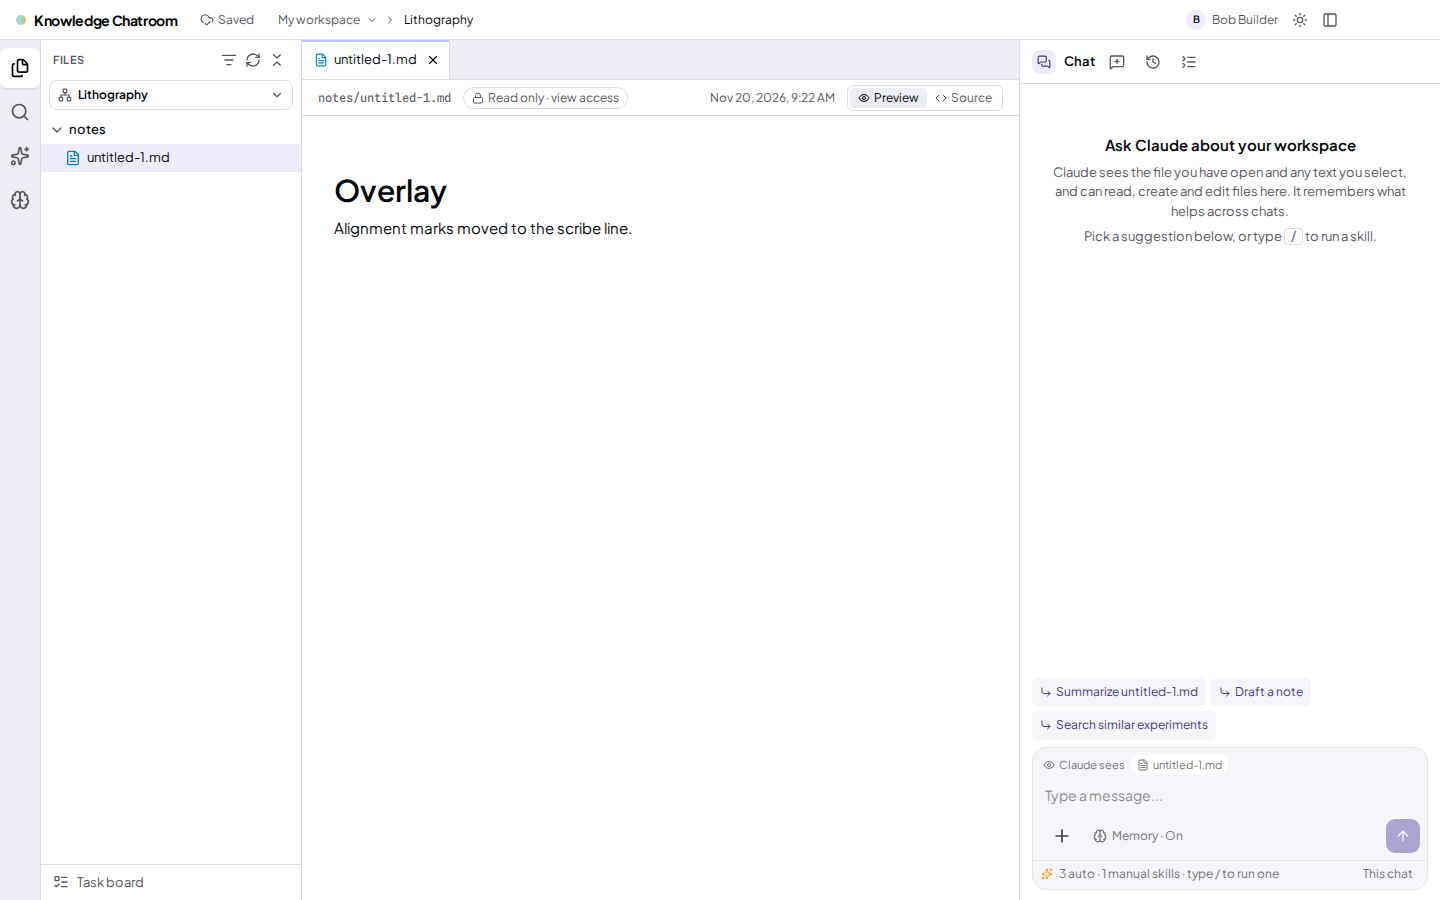 Knowledge Chatroom
Saved
My workspace
Lithography
B
Bob Builder
FILES
Lithography
notes
untitled-1.md
Task board
untitled-1.md
notes/untitled-1.md
Read only · view access
Nov 20, 2026, 9:22 AM
Preview
Source
Overlay
Alignment marks moved to the scribe line.
Chat
Ask Claude about your workspace
Claude sees the file you have open and any text you select,
and can read, create and edit files here. It remembers what
helps across chats.
Pick a suggestion below, or type / to run a skill.
Summarize untitled-1.md
Draft a note
Search similar experiments
Claude sees
untitled-1.md
Type a message...
Memory · On
3 auto · 1 manual skills · type / to run one
This chat